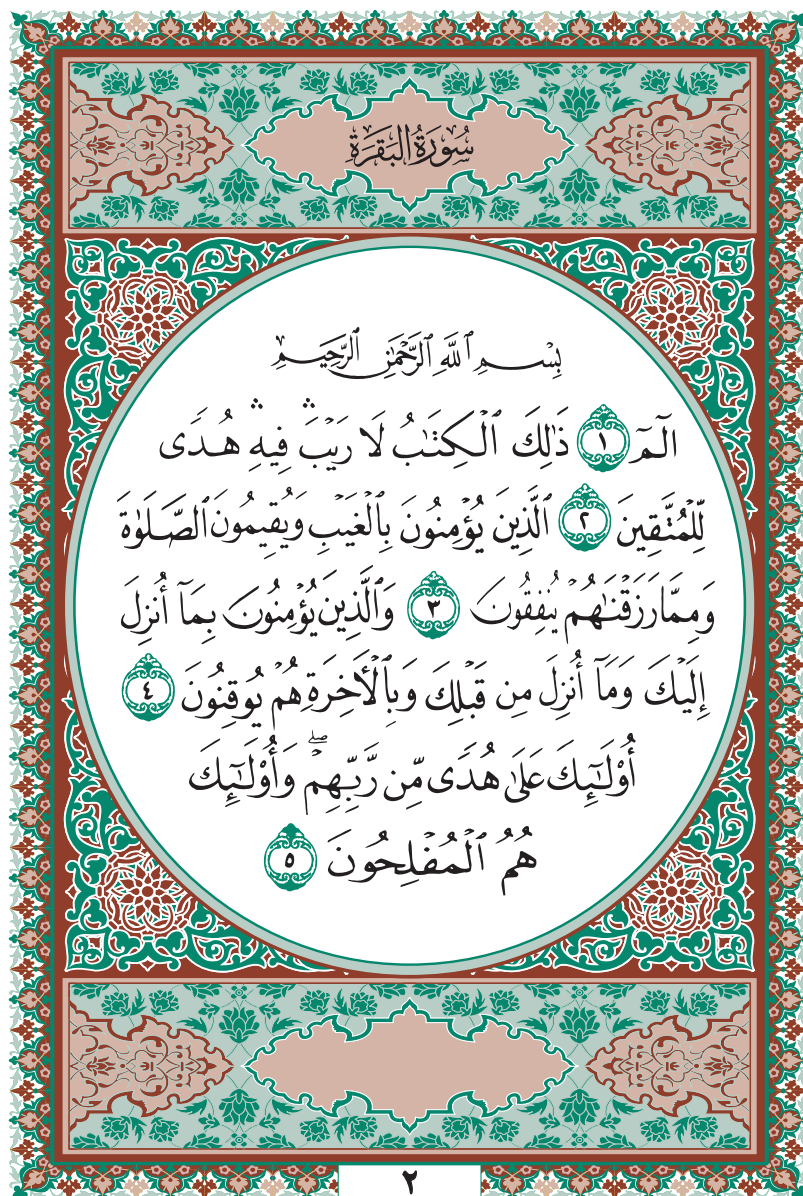 سُورَةُ البَقَرَةِ
بِسْمِ ٱللَّهِ ٱلرَّحْمَٰنِ ٱلرَّحِيمِ
الٓمٓ ١ ذَٰلِكَ ٱلْكِتَٰبُ لَا رَيْبَ ۛ فِيهِ ۛ هُدًى
لِّلْمُتَّقِينَ ٢ ٱلَّذِينَ يُؤْمِنُونَ بِٱلْغَيْبِ وَيُقِيمُونَ ٱلصَّلَوٰةَ
وَمِمَّا رَزَقْنَٰهُمْ يُنفِقُونَ ٣ وَٱلَّذِينَ يُؤْمِنُونَ بِمَآ أُنزِلَ
إِلَيْكَ وَمَآ أُنزِلَ مِن قَبْلِكَ وَبِٱلْأَخِرَةِ هُمْ يُوقِنُونَ ٤
أُو۟لَٰٓئِكَ عَلَىٰ هُدًى مِّن رَّبِّهِمْ ۖ وَأُو۟لَٰٓئِكَ
هُمُ ٱلْمُفْلِحُونَ ٥
٢